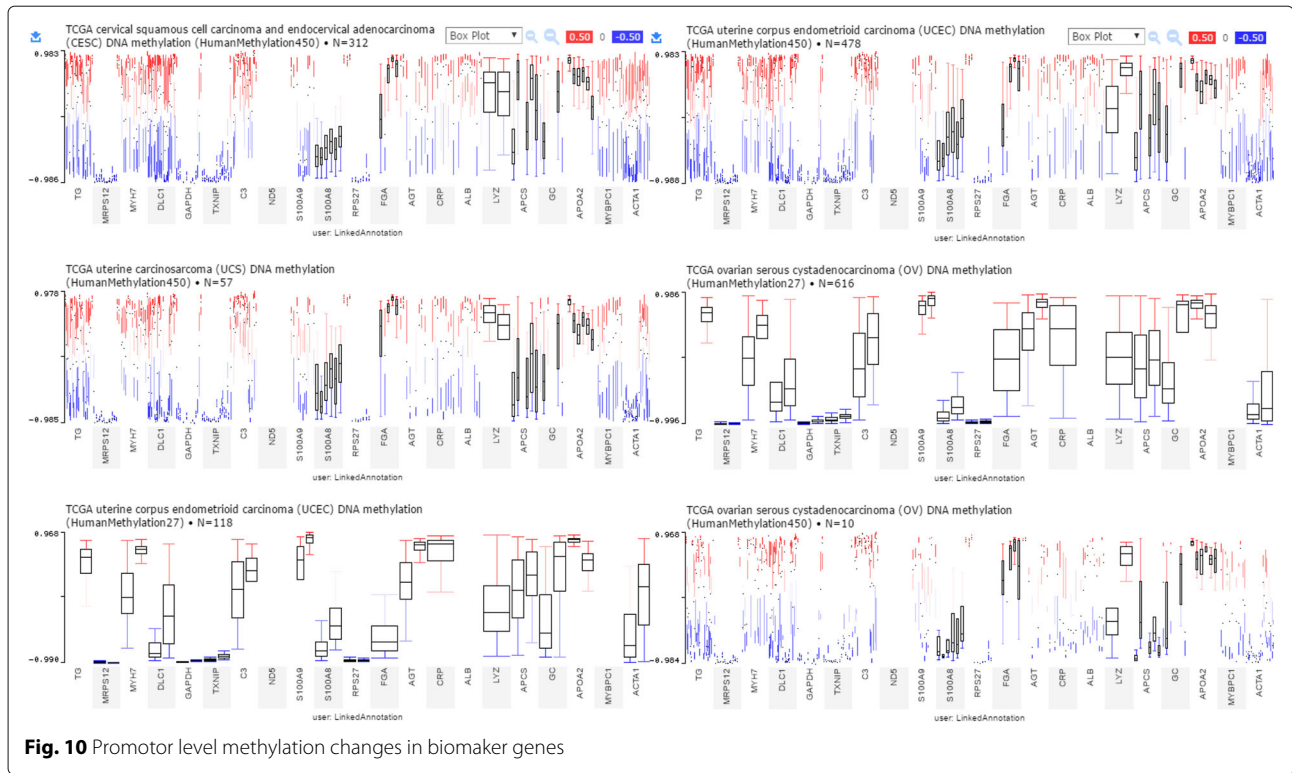 TCGA cervical squamous cell carcinoma and endocervical adenocarcinoma
(CESC) DNA methylation (HumanMethylation450) • N=312
Box Plot
0.50 0 -0.50
0.983
-0.986
TG
MRPS12
MYH7
DLC1
GAPDH
TXNIP
C3
ND5
S100A9
S100A8
RPS27
FGA
AGT
CRP
ALB
LYZ
APCS
GC
APOA2
MYBPC1
ACTA1
user: LinkedAnnotation
TCGA uterine corpus endometrioid carcinoma (UCEC) DNA methylation
(HumanMethylation450) • N=478
Box Plot
0.50 0 -0.50
0.983
-0.988
TG
MRPS12
MYH7
DLC1
GAPDH
TXNIP
C3
ND5
S100A9
S100A8
RPS27
FGA
AGT
CRP
ALB
LYZ
APCS
GC
APOA2
MYBPC1
ACTA1
user: LinkedAnnotation
TCGA uterine carcinosarcoma (UCS) DNA methylation
(HumanMethylation450) • N=57
0.978
-0.985
TG
MRPS12
MYH7
DLC1
GAPDH
TXNIP
C3
ND5
S100A9
S100A8
RPS27
FGA
AGT
CRP
ALB
LYZ
APCS
GC
APOA2
MYBPC1
ACTA1
user: LinkedAnnotation
TCGA ovarian serous cystadenocarcinoma (OV) DNA methylation
(HumanMethylation27) • N=616
0.986
-0.996
TG
MRPS12
MYH7
DLC1
GAPDH
TXNIP
C3
ND5
S100A9
S100A8
RPS27
FGA
AGT
CRP
ALB
LYZ
APCS
GC
APOA2
MYBPC1
ACTA1
user: LinkedAnnotation
TCGA uterine corpus endometrioid carcinoma (UCEC) DNA methylation
(HumanMethylation27) • N=118
0.968
-0.990
TG
MRPS12
MYH7
DLC1
GAPDH
TXNIP
C3
ND5
S100A9
S100A8
RPS27
FGA
AGT
CRP
ALB
LYZ
APCS
GC
APOA2
MYBPC1
ACTA1
user: LinkedAnnotation
TCGA ovarian serous cystadenocarcinoma (OV) DNA methylation
(HumanMethylation450) • N=10
0.968
-0.984
TG
MRPS12
MYH7
DLC1
GAPDH
TXNIP
C3
ND5
S100A9
S100A8
RPS27
FGA
AGT
CRP
ALB
LYZ
APCS
GC
APOA2
MYBPC1
ACTA1
user: LinkedAnnotation
Fig. 10 Promotor level methylation changes in biomaker genes